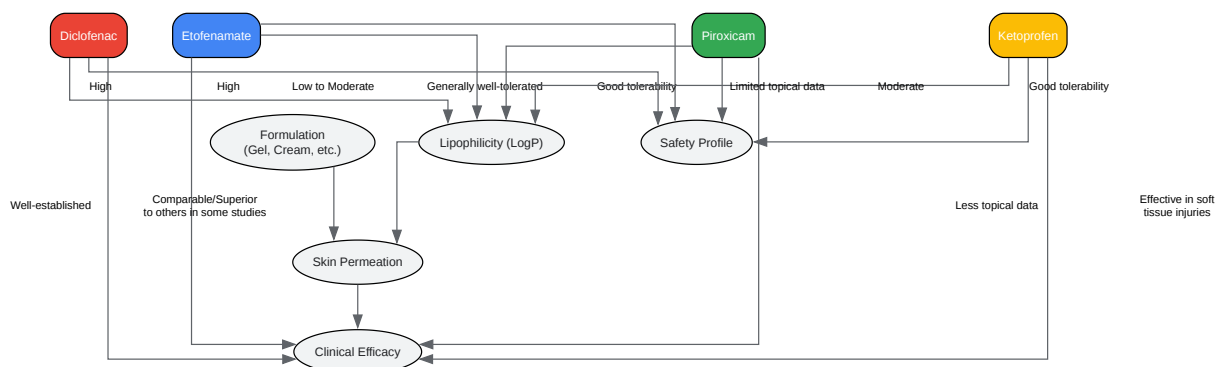 Diclofenac
Etofenamate
Piroxicam
Ketoprofen
High
High
Low to Moderate
Generally well-tolerated
Good tolerability
Limited topical data
Moderate
Good tolerability
Formulation
(Gel, Cream, etc.)
Lipophilicity (LogP)
Safety Profile
Well-established
Comparable/Superior
to others in some studies
Less topical data
Effective in soft
tissue injuries
Skin Permeation
Clinical Efficacy